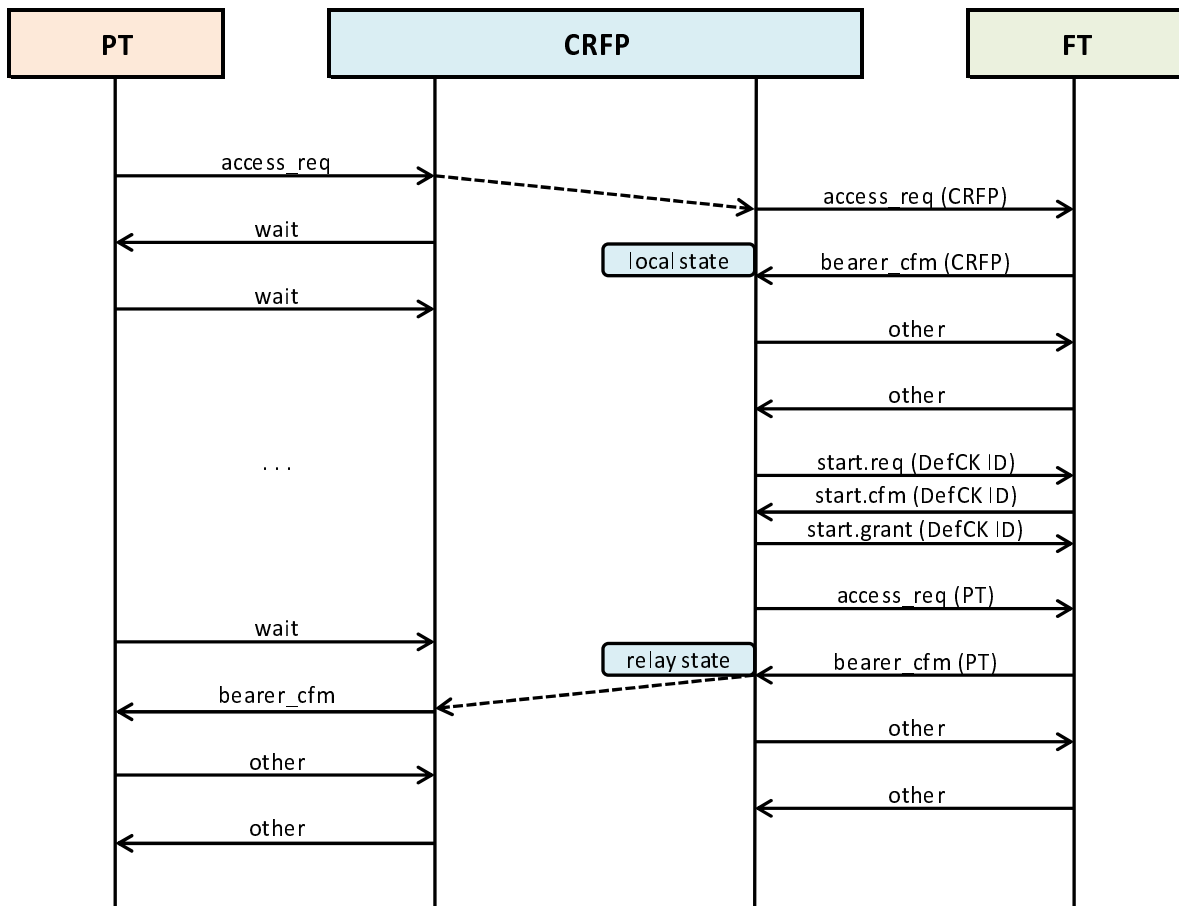 PT
CRFP
FT
access_req
access_req (CRFP)
wait
local state
bearer_cfm (CRFP)
wait
other
other
. . .
start.req (DefCK ID)
start.cfm (DefCK ID)
start.grant (DefCK ID)
access_req (PT)
wait
relay state
bearer_cfm (PT)
bearer_cfm
other
other
other
other